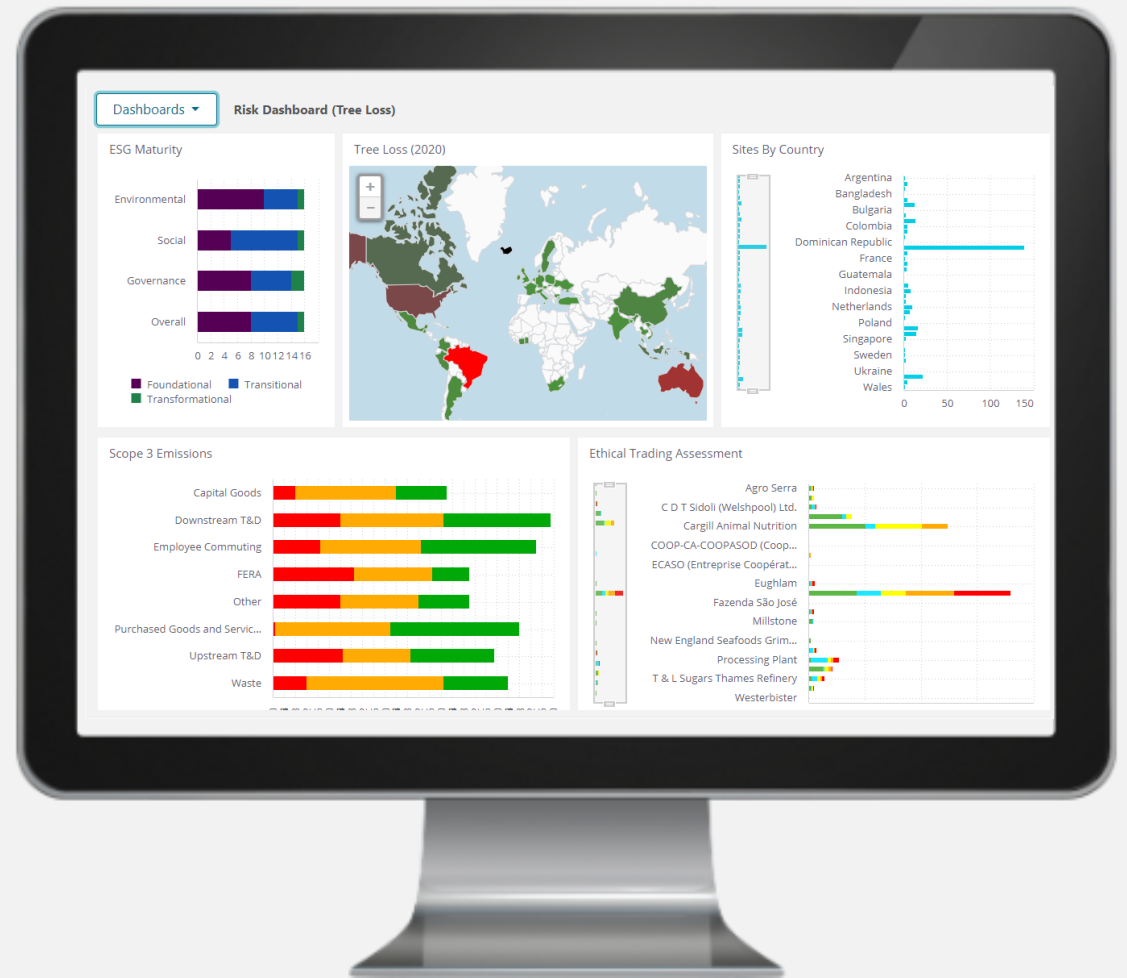 Dashboards
Risk Dashboard (Tree Loss)
ESG Maturity
Environmental
Social
Governance
Overall
0 2 4 6 8 10 12 14 16
Foundational Transitional
Transformational
Tree Loss (2020)
+
−
Sites By Country
Argentina
Bangladesh
Bulgaria
Colombia
Dominican Republic
France
Guatemala
Indonesia
Netherlands
Poland
Singapore
Sweden
Ukraine
Wales
0 50 100 150
Scope 3 Emissions
Capital Goods
Downstream T&D
Employee Commuting
FERA
Other
Purchased Goods and Servic...
Upstream T&D
Waste
Ethical Trading Assessment
Agro Serra
C D T Sidoli (Welshpool) Ltd.
Cargill Animal Nutrition
COOP-CA-COOPASOD (Coop...
ECASO (Entreprise Coopérat...
Eughlam
Fazenda São José
Millstone
New England Seafoods Grim...
Processing Plant
T & L Sugars Thames Refinery
Westerbister